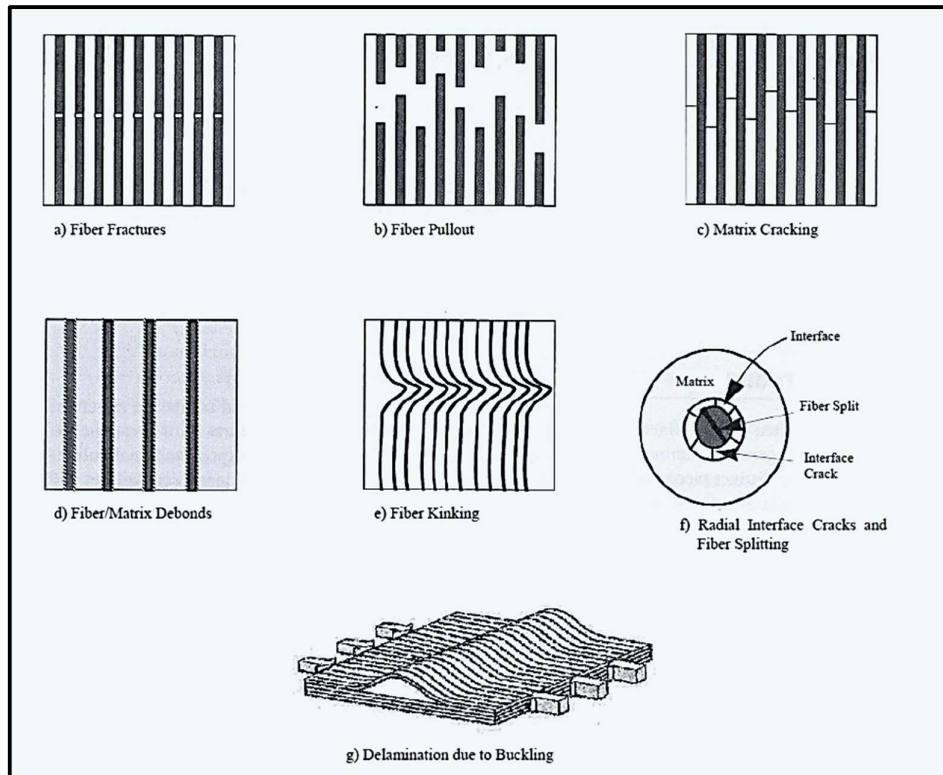 a) Fiber Fractures
b) Fiber Pullout
c) Matrix Cracking
d) Fiber/Matrix Debonds
e) Fiber Kinking
Interface
Matrix
Fiber Split
Interface
Crack
f) Radial Interface Cracks and
Fiber Splitting
g) Delamination due to Buckling